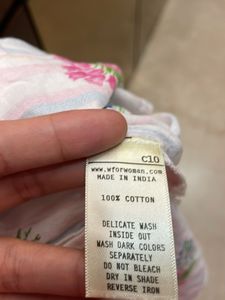 c10
www.wforwoman.com
MADE IN INDIA
100% COTTON
DELICATE WASH
INSIDE OUT
WASH DARK COLORS
SEPARATELY
DO NOT BLEACH
DRY IN SHADE
REVERSE IRON